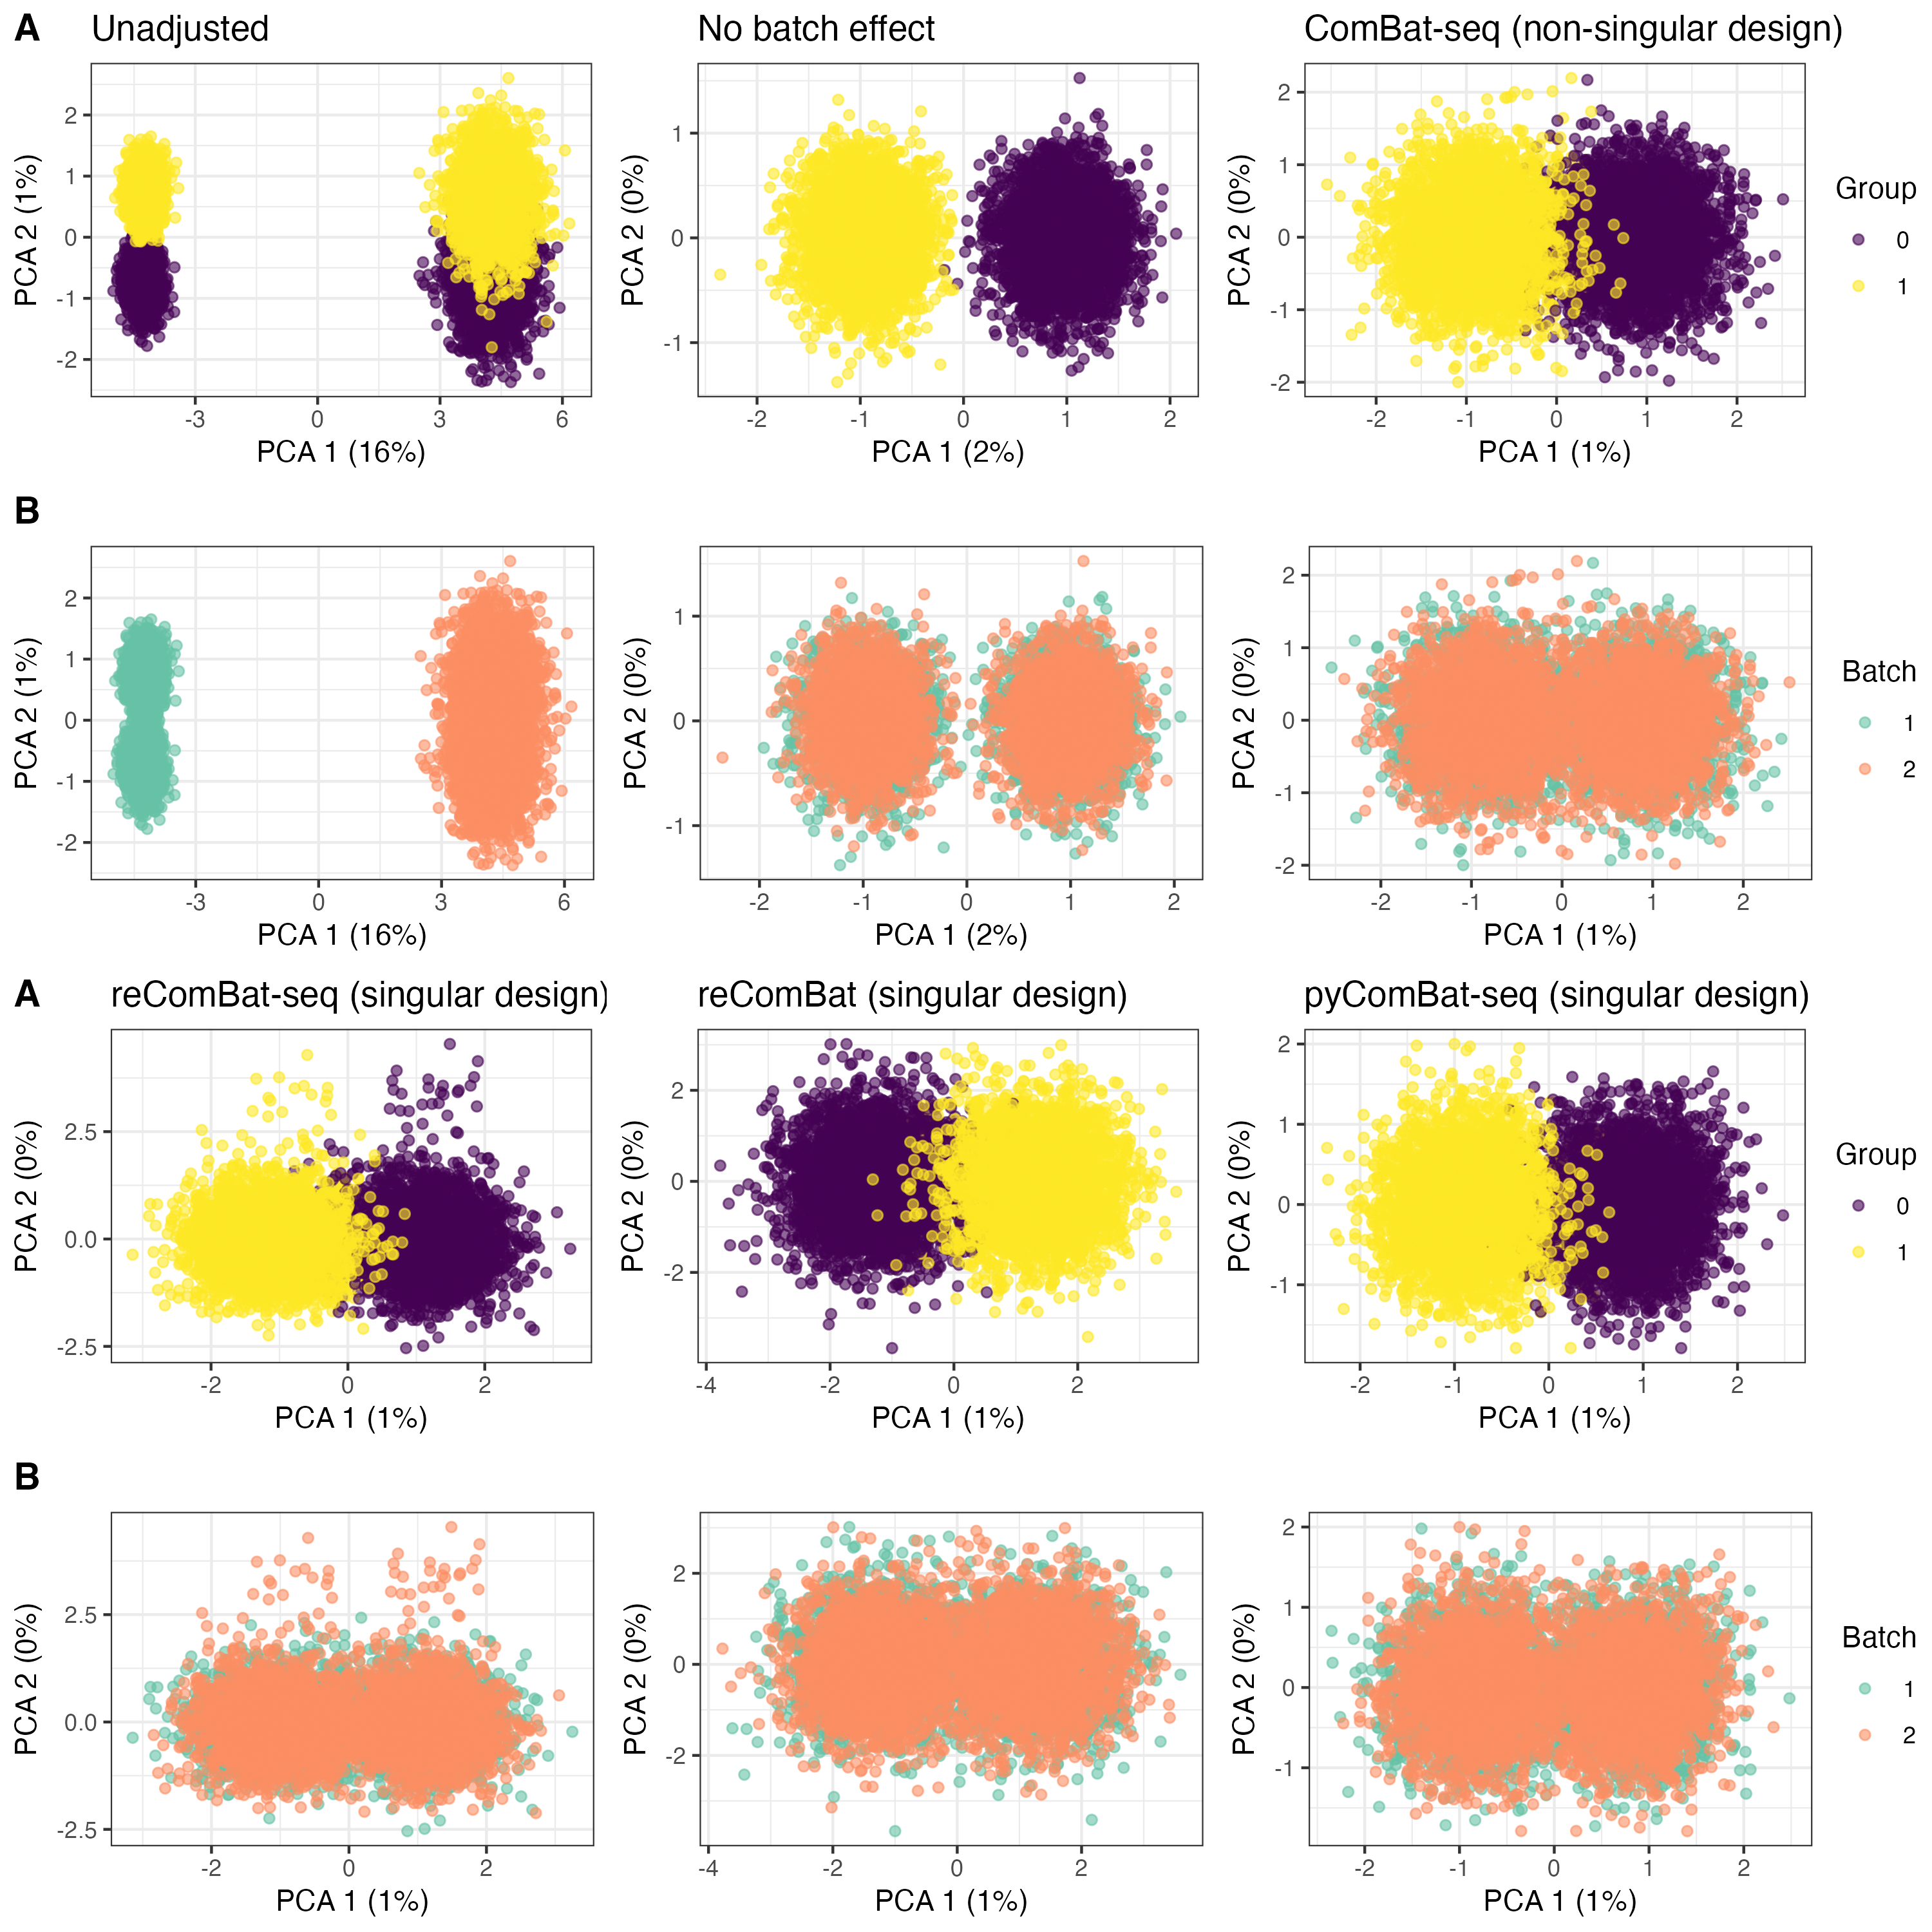 A
Unadjusted
No batch effect
ComBat-seq (non-singular design)
PCA 2 (1%)
2
1
0
-1
-2
-3
0
3
6
PCA 1 (16%)
PCA 2 (0%)
1
0
-1
-2
-1
0
1
2
PCA 1 (2%)
PCA 2 (0%)
2
1
0
-1
-2
-2
-1
0
1
2
PCA 1 (1%)
Group
0
1
B
PCA 2 (1%)
2
1
0
-1
-2
-3
0
3
6
PCA 1 (16%)
PCA 2 (0%)
1
0
-1
-2
-1
0
1
2
PCA 1 (2%)
PCA 2 (0%)
2
1
0
-1
-2
-2
-1
0
1
2
PCA 1 (1%)
Batch
1
2
A
reComBat-seq (singular design)
reComBat (singular design)
pyComBat-seq (singular design)
PCA 2 (0%)
2.5
0.0
-2.5
-2
0
2
PCA 1 (1%)
PCA 2 (0%)
2
0
-2
-4
-2
0
2
PCA 1 (1%)
PCA 2 (0%)
2
1
0
-1
-2
-1
0
1
2
PCA 1 (1%)
Group
0
1
B
PCA 2 (0%)
2.5
0.0
-2.5
-2
0
2
PCA 1 (1%)
PCA 2 (0%)
2
0
-2
-4
-2
0
2
PCA 1 (1%)
PCA 2 (0%)
2
1
0
-1
-2
-1
0
1
2
PCA 1 (1%)
Batch
1
2